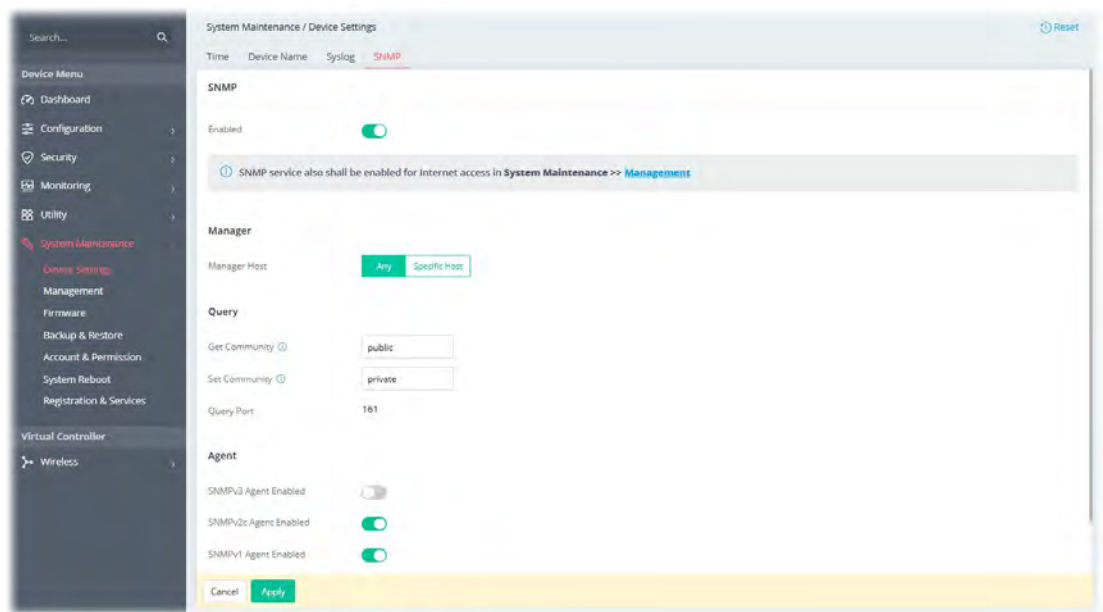 Search...
Device Menu
Dashboard
Configuration
Security
Monitoring
Utility
System Maintenance
Device Settings
Management
Firmware
Backup & Restore
Account & Permission
System Reboot
Registration & Services
Virtual Controller
Wireless
System Maintenance / Device Settings
Reset
Time Device Name Syslog SNMP
SNMP
Enabled
SNMP service also shall be enabled for Internet access in System Maintenance >> Management
Manager
Manager Host Any Specific Host
Query
Get Community public
Set Community private
Query Port 161
Agent
SNMPv3 Agent Enabled
SNMPv2c Agent Enabled
SNMPv1 Agent Enabled
Cancel Apply